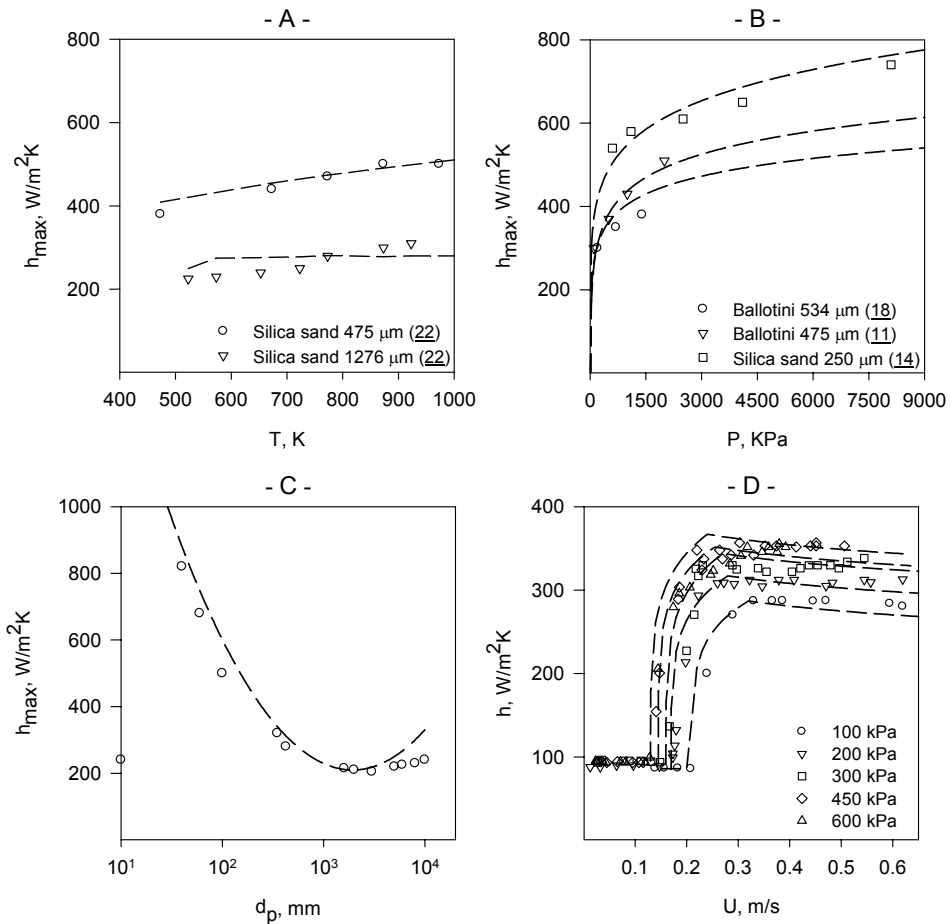 - A -
800
600
400
200
h_max, W/m²K
Silica sand 475 μm (22)
Silica sand 1276 μm (22)
400 500 600 700 800 900 1000
T, K
- B -
800
600
400
200
h_max, W/m²K
Ballotini 534 μm (18)
Ballotini 475 μm (11)
Silica sand 250 μm (14)
0 1500 3000 4500 6000 7500 9000
P, KPa
- C -
1000
800
600
400
200
h_max, W/m²K
10¹ 10² 10³ 10⁴
d_p, mm
- D -
400
300
200
100
h, W/m²K
100 kPa
200 kPa
300 kPa
450 kPa
600 kPa
0.1 0.2 0.3 0.4 0.5 0.6
U, m/s